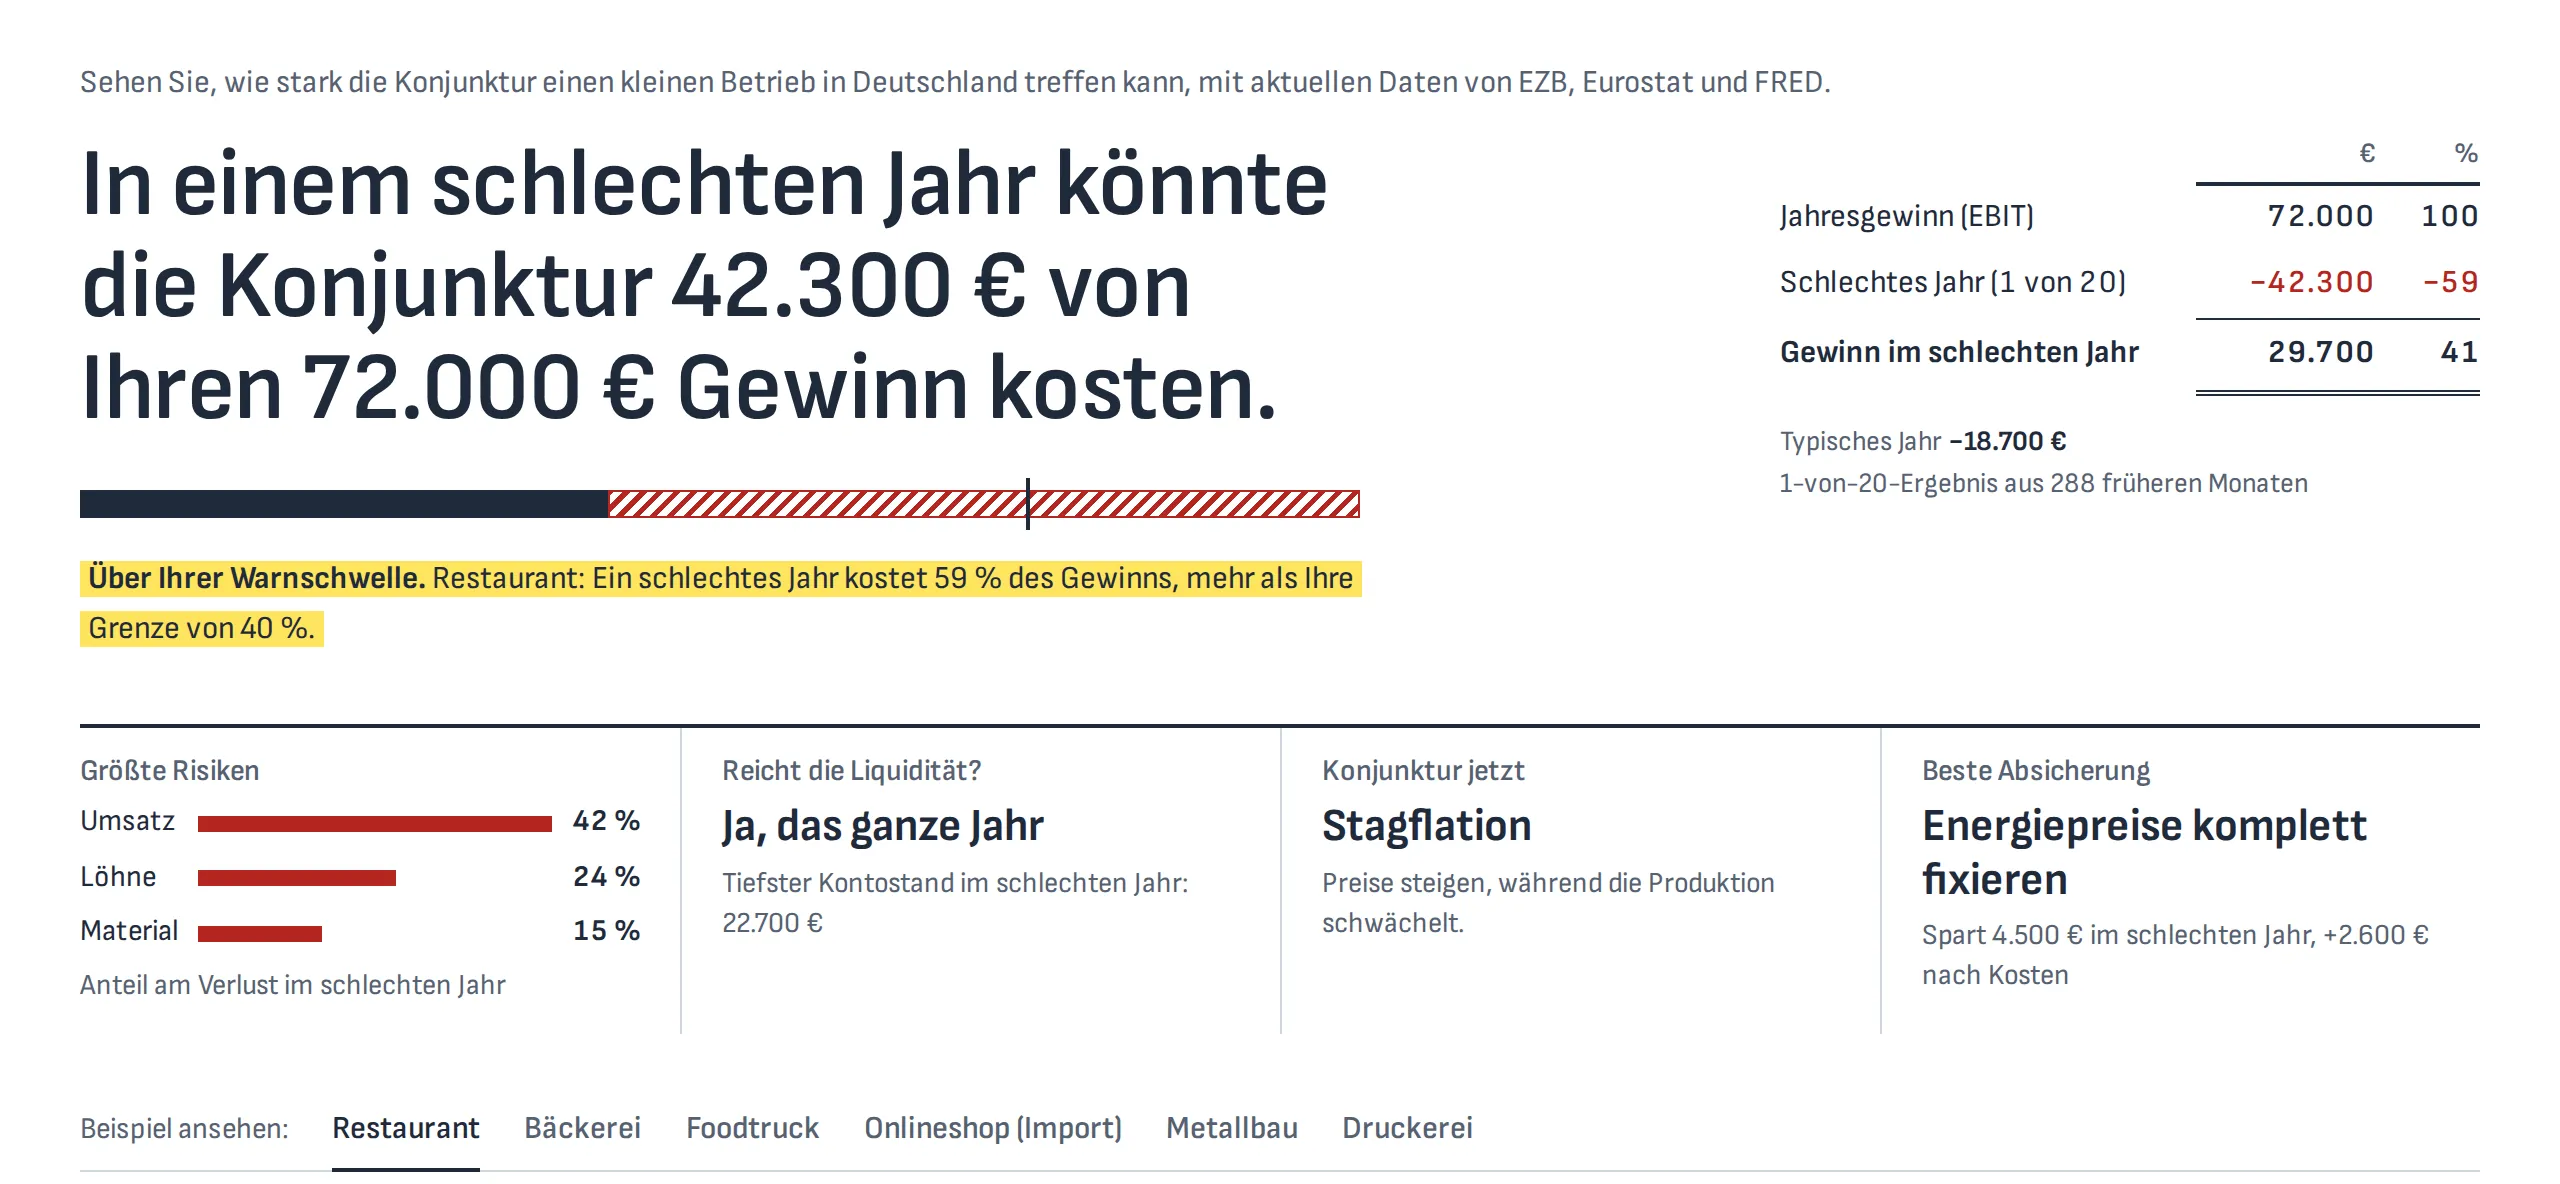 Sehen Sie, wie stark die Konjunktur einen kleinen Betrieb in Deutschland treffen kann, mit aktuellen Daten von EZB, Eurostat und FRED.
In einem schlechten Jahr könnte
die Konjunktur 42.300 € von
Ihren 72.000 € Gewinn kosten.
€ %
Jahresgewinn (EBIT) 72.000 100
Schlechtes Jahr (1 von 20) −42.300 −59
Gewinn im schlechten Jahr 29.700 41
Typisches Jahr −18.700 €
1-von-20-Ergebnis aus 288 früheren Monaten
Über Ihrer Warnschwelle. Restaurant: Ein schlechtes Jahr kostet 59 % des Gewinns, mehr als Ihre
Grenze von 40 %.
Größte Risiken
Umsatz 42 %
Löhne 24 %
Material 15 %
Anteil am Verlust im schlechten Jahr
Reicht die Liquidität?
Ja, das ganze Jahr
Tiefster Kontostand im schlechten Jahr:
22.700 €
Konjunktur jetzt
Stagflation
Preise steigen, während die Produktion
schwächelt.
Beste Absicherung
Energiepreise komplett
fixieren
Spart 4.500 € im schlechten Jahr, +2.600 €
nach Kosten
Beispiel ansehen: Restaurant Bäckerei Foodtruck Onlineshop (Import) Metallbau Druckerei